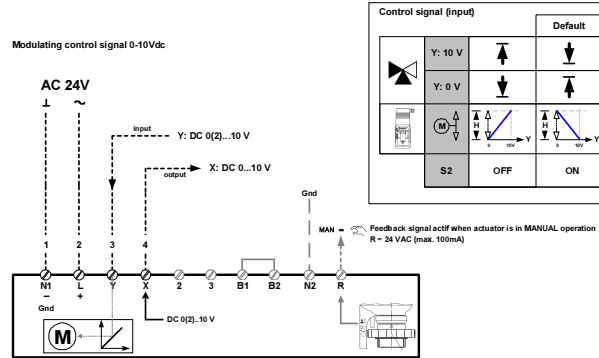 Control signal (input)
Default
Y: 10 V
Y: 0 V
M
H
Y
0
10V
H
Y
0
10V
S2
OFF
ON
Modulating control signal 0-10Vdc
AC 24V
⊥
~
input
Y: DC 0(2)...10 V
output
X: DC 0...10 V
Gnd
MAN
Feedback signal actif when actuator is in MANUAL operation
R = 24 VAC (max. 100mA)
1
2
3
4
N1
L
Y
X
2
3
B1
B2
N2
R
−
+
Gnd
M
DC 0(2)..10 V